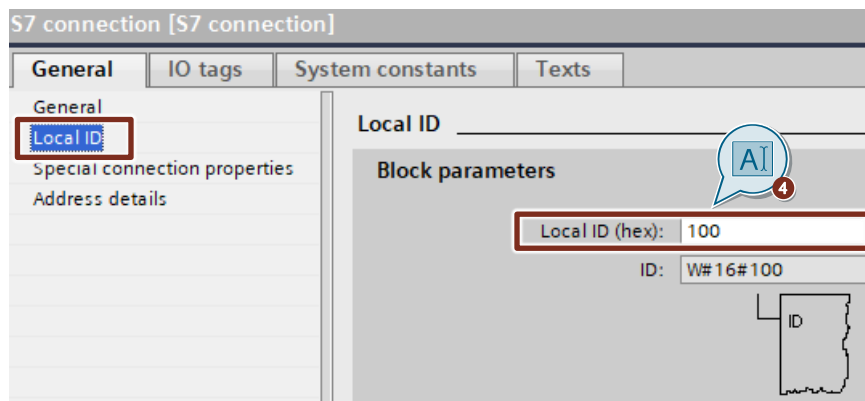 S7 connection [S7 connection]
General IO tags System constants Texts
General
Local ID
Special connection properties
Address details
Local ID
Block parameters
A
4
Local ID (hex): 100
ID: W#16#100
ID